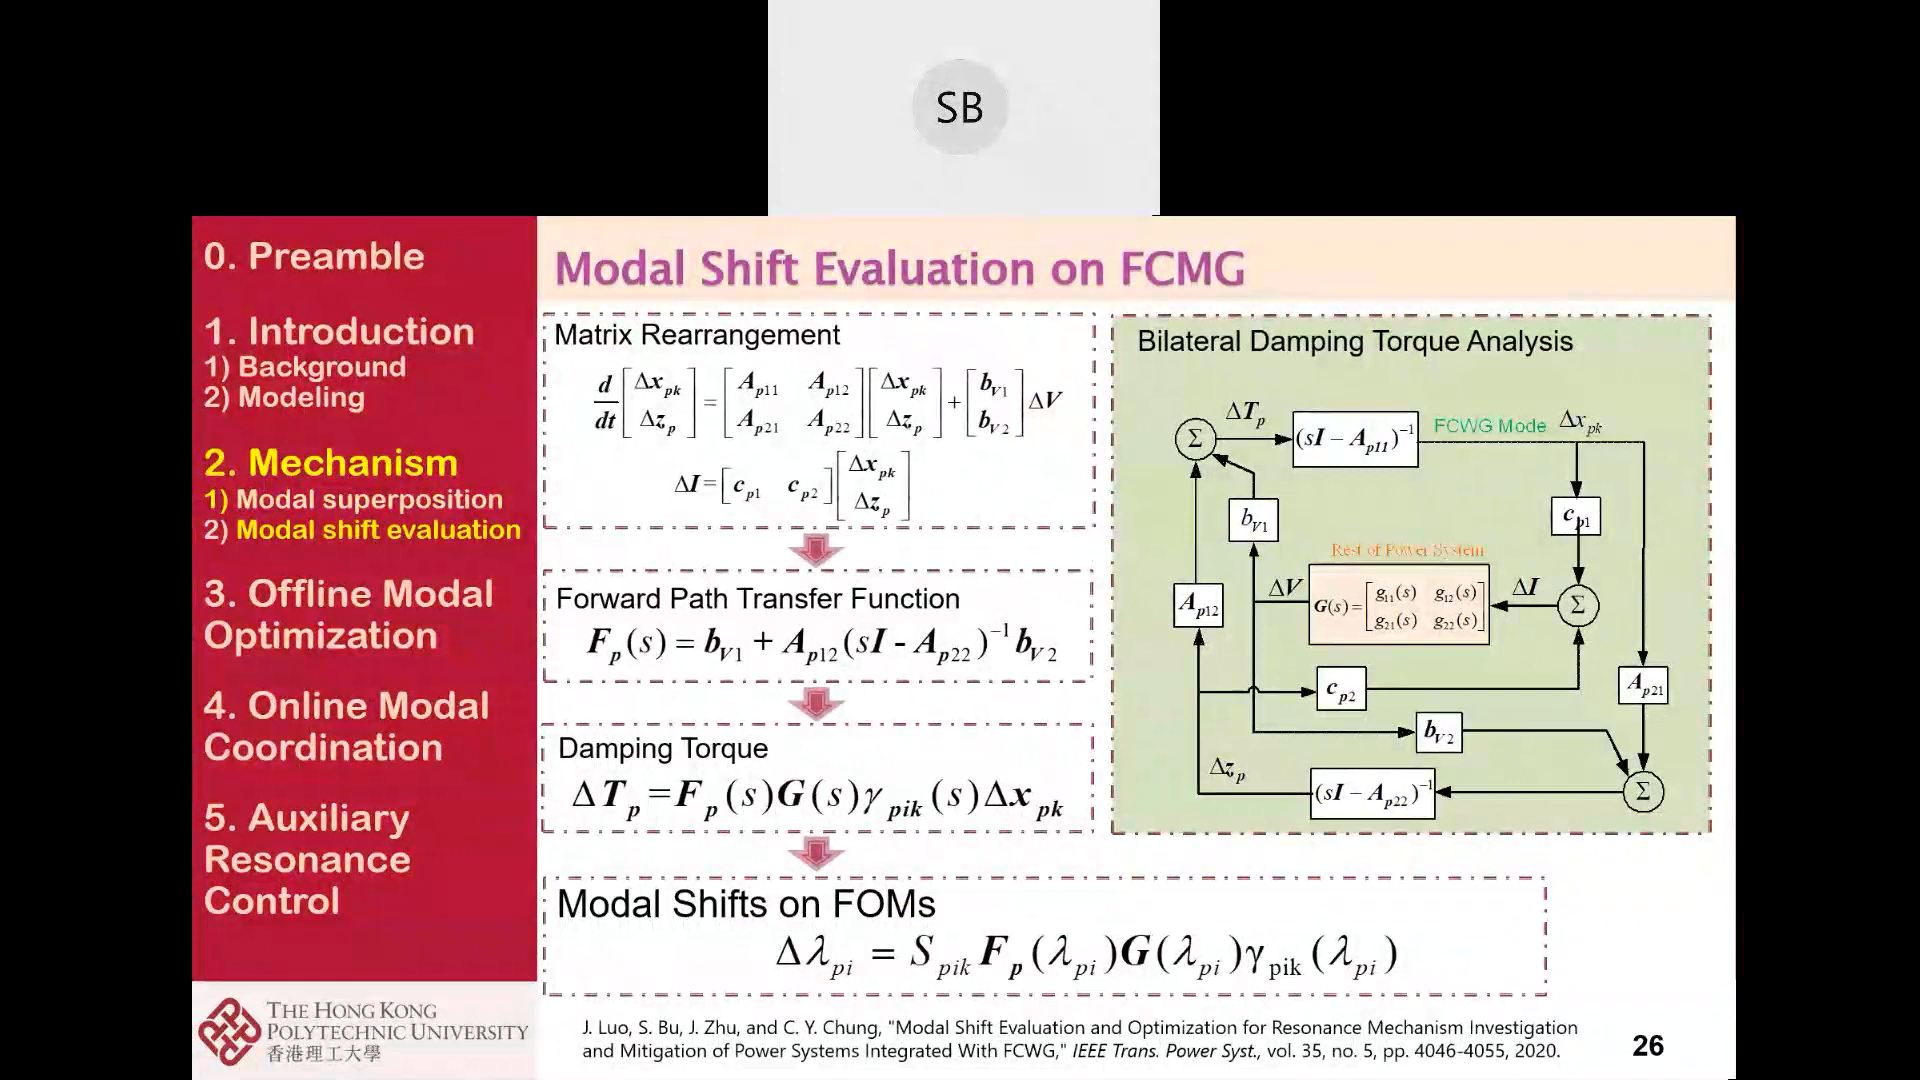 SB
0. Preamble
1. Introduction
1) Background
2) Modeling
2. Mechanism
1) Modal superposition
2) Modal shift evaluation
3. Offline Modal
Optimization
4. Online Modal
Coordination
5. Auxiliary
Resonance
Control
THE HONG KONG
POLYTECHNIC UNIVERSITY
香港理工大學
Modal Shift Evaluation on FCMG
Matrix Rearrangement
d/dt [Δx_pk; Δz_p] = [A_p11 A_p12; A_p21 A_p22] [Δx_pk; Δz_p] + [b_V1; b_V2] ΔV
ΔI = [c_p1 c_p2] [Δx_pk; Δz_p]
Forward Path Transfer Function
F_p(s) = b_V1 + A_p12(sI - A_p22)^−1 b_V2
Damping Torque
ΔT_p = F_p(s)G(s)γ_pik(s)Δx_pk
Modal Shifts on FOMs
Δλ_pi = S_pik F_p(λ_pi)G(λ_pi)γ_pik(λ_pi)
Bilateral Damping Torque Analysis
Σ
ΔT_p
(sI − A_p11)^−1
FCWG Mode
Δx_pk
b_V1
c_p1
Rest of Power System
A_p12
ΔV
G(s)= [g_11(s) g_12(s); g_21(s) g_22(s)]
ΔI
Σ
c_p2
A_p21
b_V2
Δz_p
(sI − A_p22)^−1
Σ
J. Luo, S. Bu, J. Zhu, and C. Y. Chung, "Modal Shift Evaluation and Optimization for Resonance Mechanism Investigation
and Mitigation of Power Systems Integrated With FCWG," IEEE Trans. Power Syst., vol. 35, no. 5, pp. 4046-4055, 2020.
26